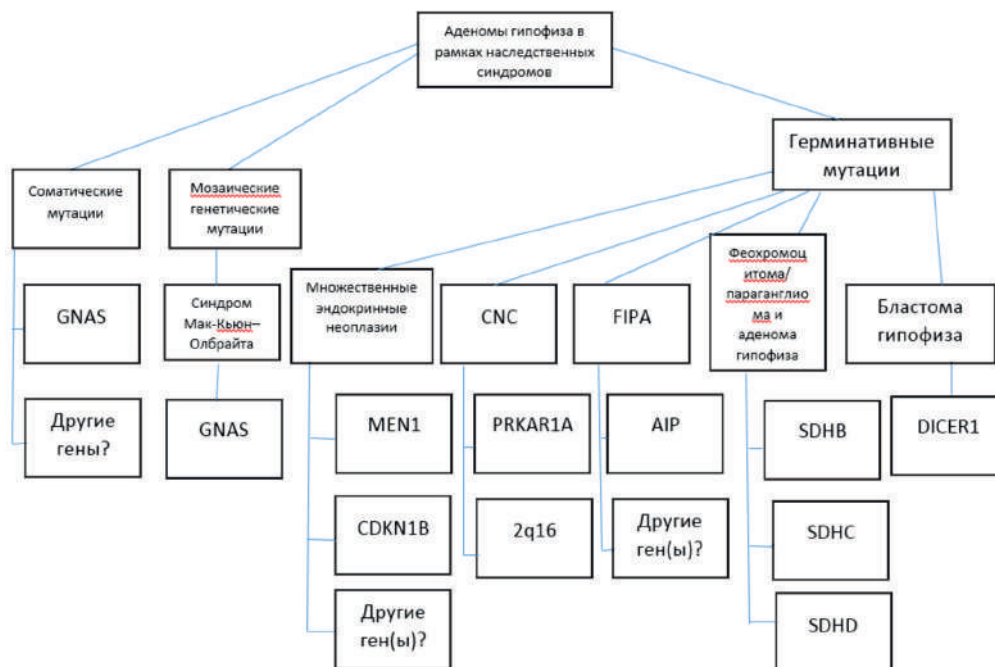 Аденомы гипофиза в
рамках наследственных
синдромов
Герминативные
мутации
Соматические
мутации
Мозаические
генетические
мутации
Феохромоц
итома/
параганглио
ма и
аденома
гипофиза
Множественные
эндокринные
неоплазии
CNC
FIPA
Бластома
гипофиза
GNAS
Синдром
Мак-Кьюн–
Олбрайта
Другие
гены?
GNAS
MEN1
PRKAR1A
AIP
SDHB
DICER1
CDKN1B
2q16
Другие
ген(ы)?
SDHC
Другие
ген(ы)?
SDHD